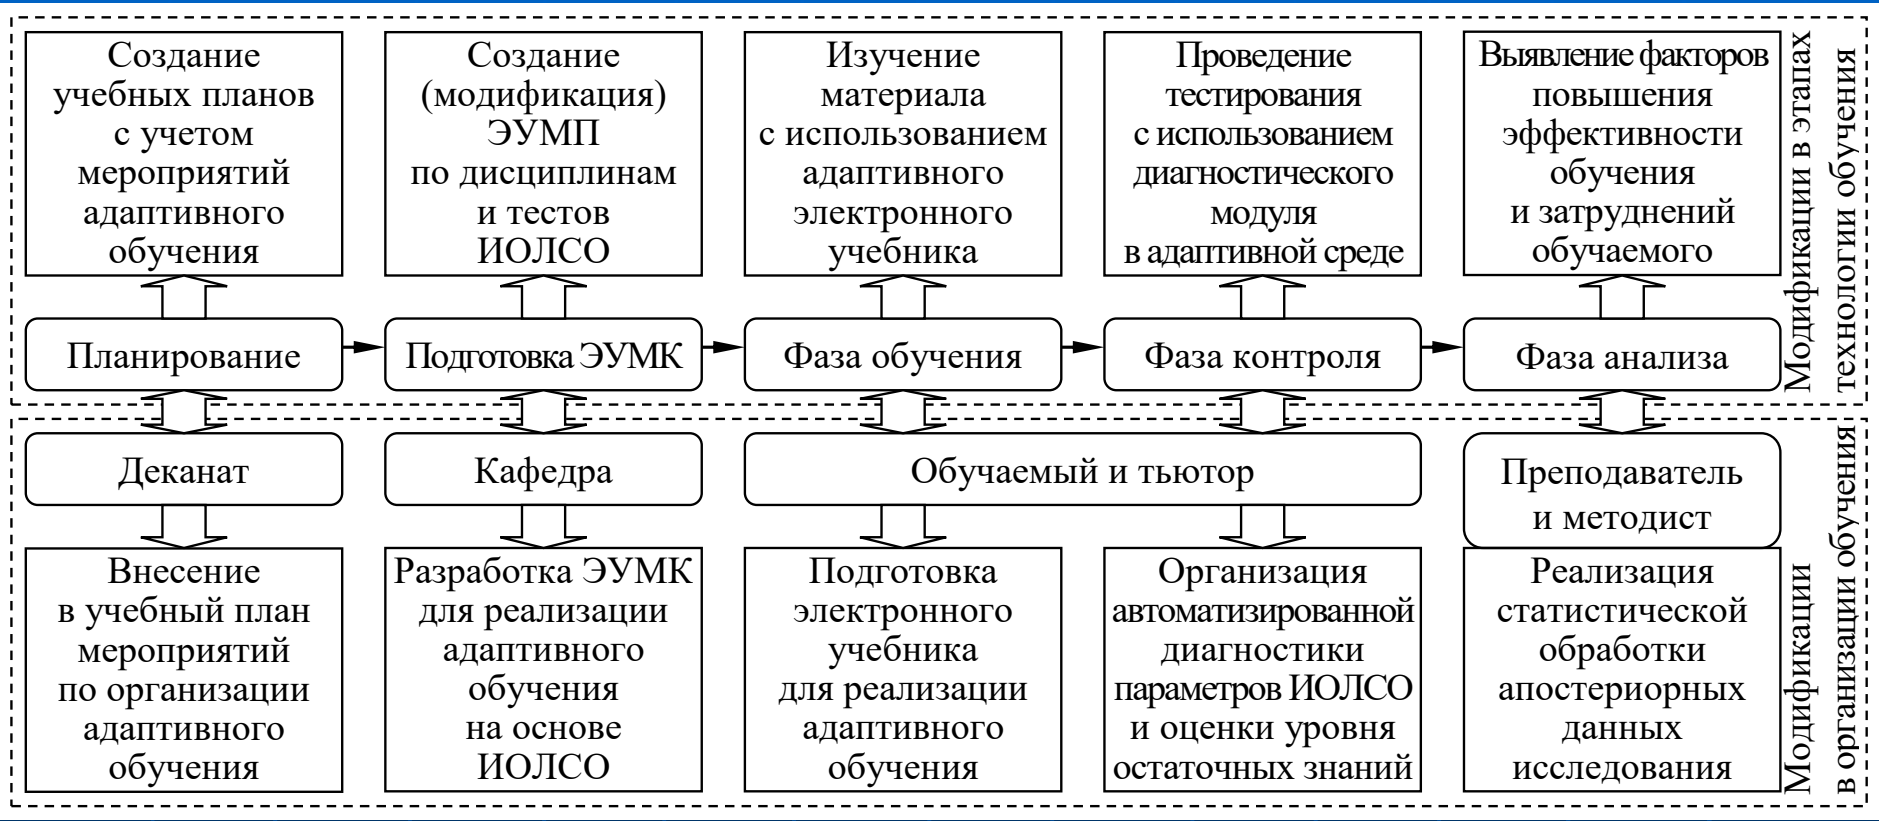 Создание
учебных планов
с учетом
мероприятий
адаптивного
обучения
Создание
(модификация)
ЭУМП
по дисциплинам
и тестов
ИОЛСО
Изучение
материала
с использованием
адаптивного
электронного
учебника
Проведение
тестирования
с использованием
диагностического
модуля
в адаптивной среде
Выявление факторов
повышения
эффективности
обучения
и затруднений
обучаемого
Модификации в этапах
технологии обучения
Планирование
Подготовка ЭУМК
Фаза обучения
Фаза контроля
Фаза анализа
Деканат
Кафедра
Обучаемый и тьютор
Преподаватель
и методист
Внесение
в учебный план
мероприятий
по организации
адаптивного
обучения
Разработка ЭУМК
для реализации
адаптивного
обучения
на основе
ИОЛСО
Подготовка
электронного
учебника
для реализации
адаптивного
обучения
Организация
автоматизированной
диагностики
параметров ИОЛСО
и оценки уровня
остаточных знаний
Реализация
статистической
обработки
апостериорных
данных
исследования
Модификации
в организации обучения